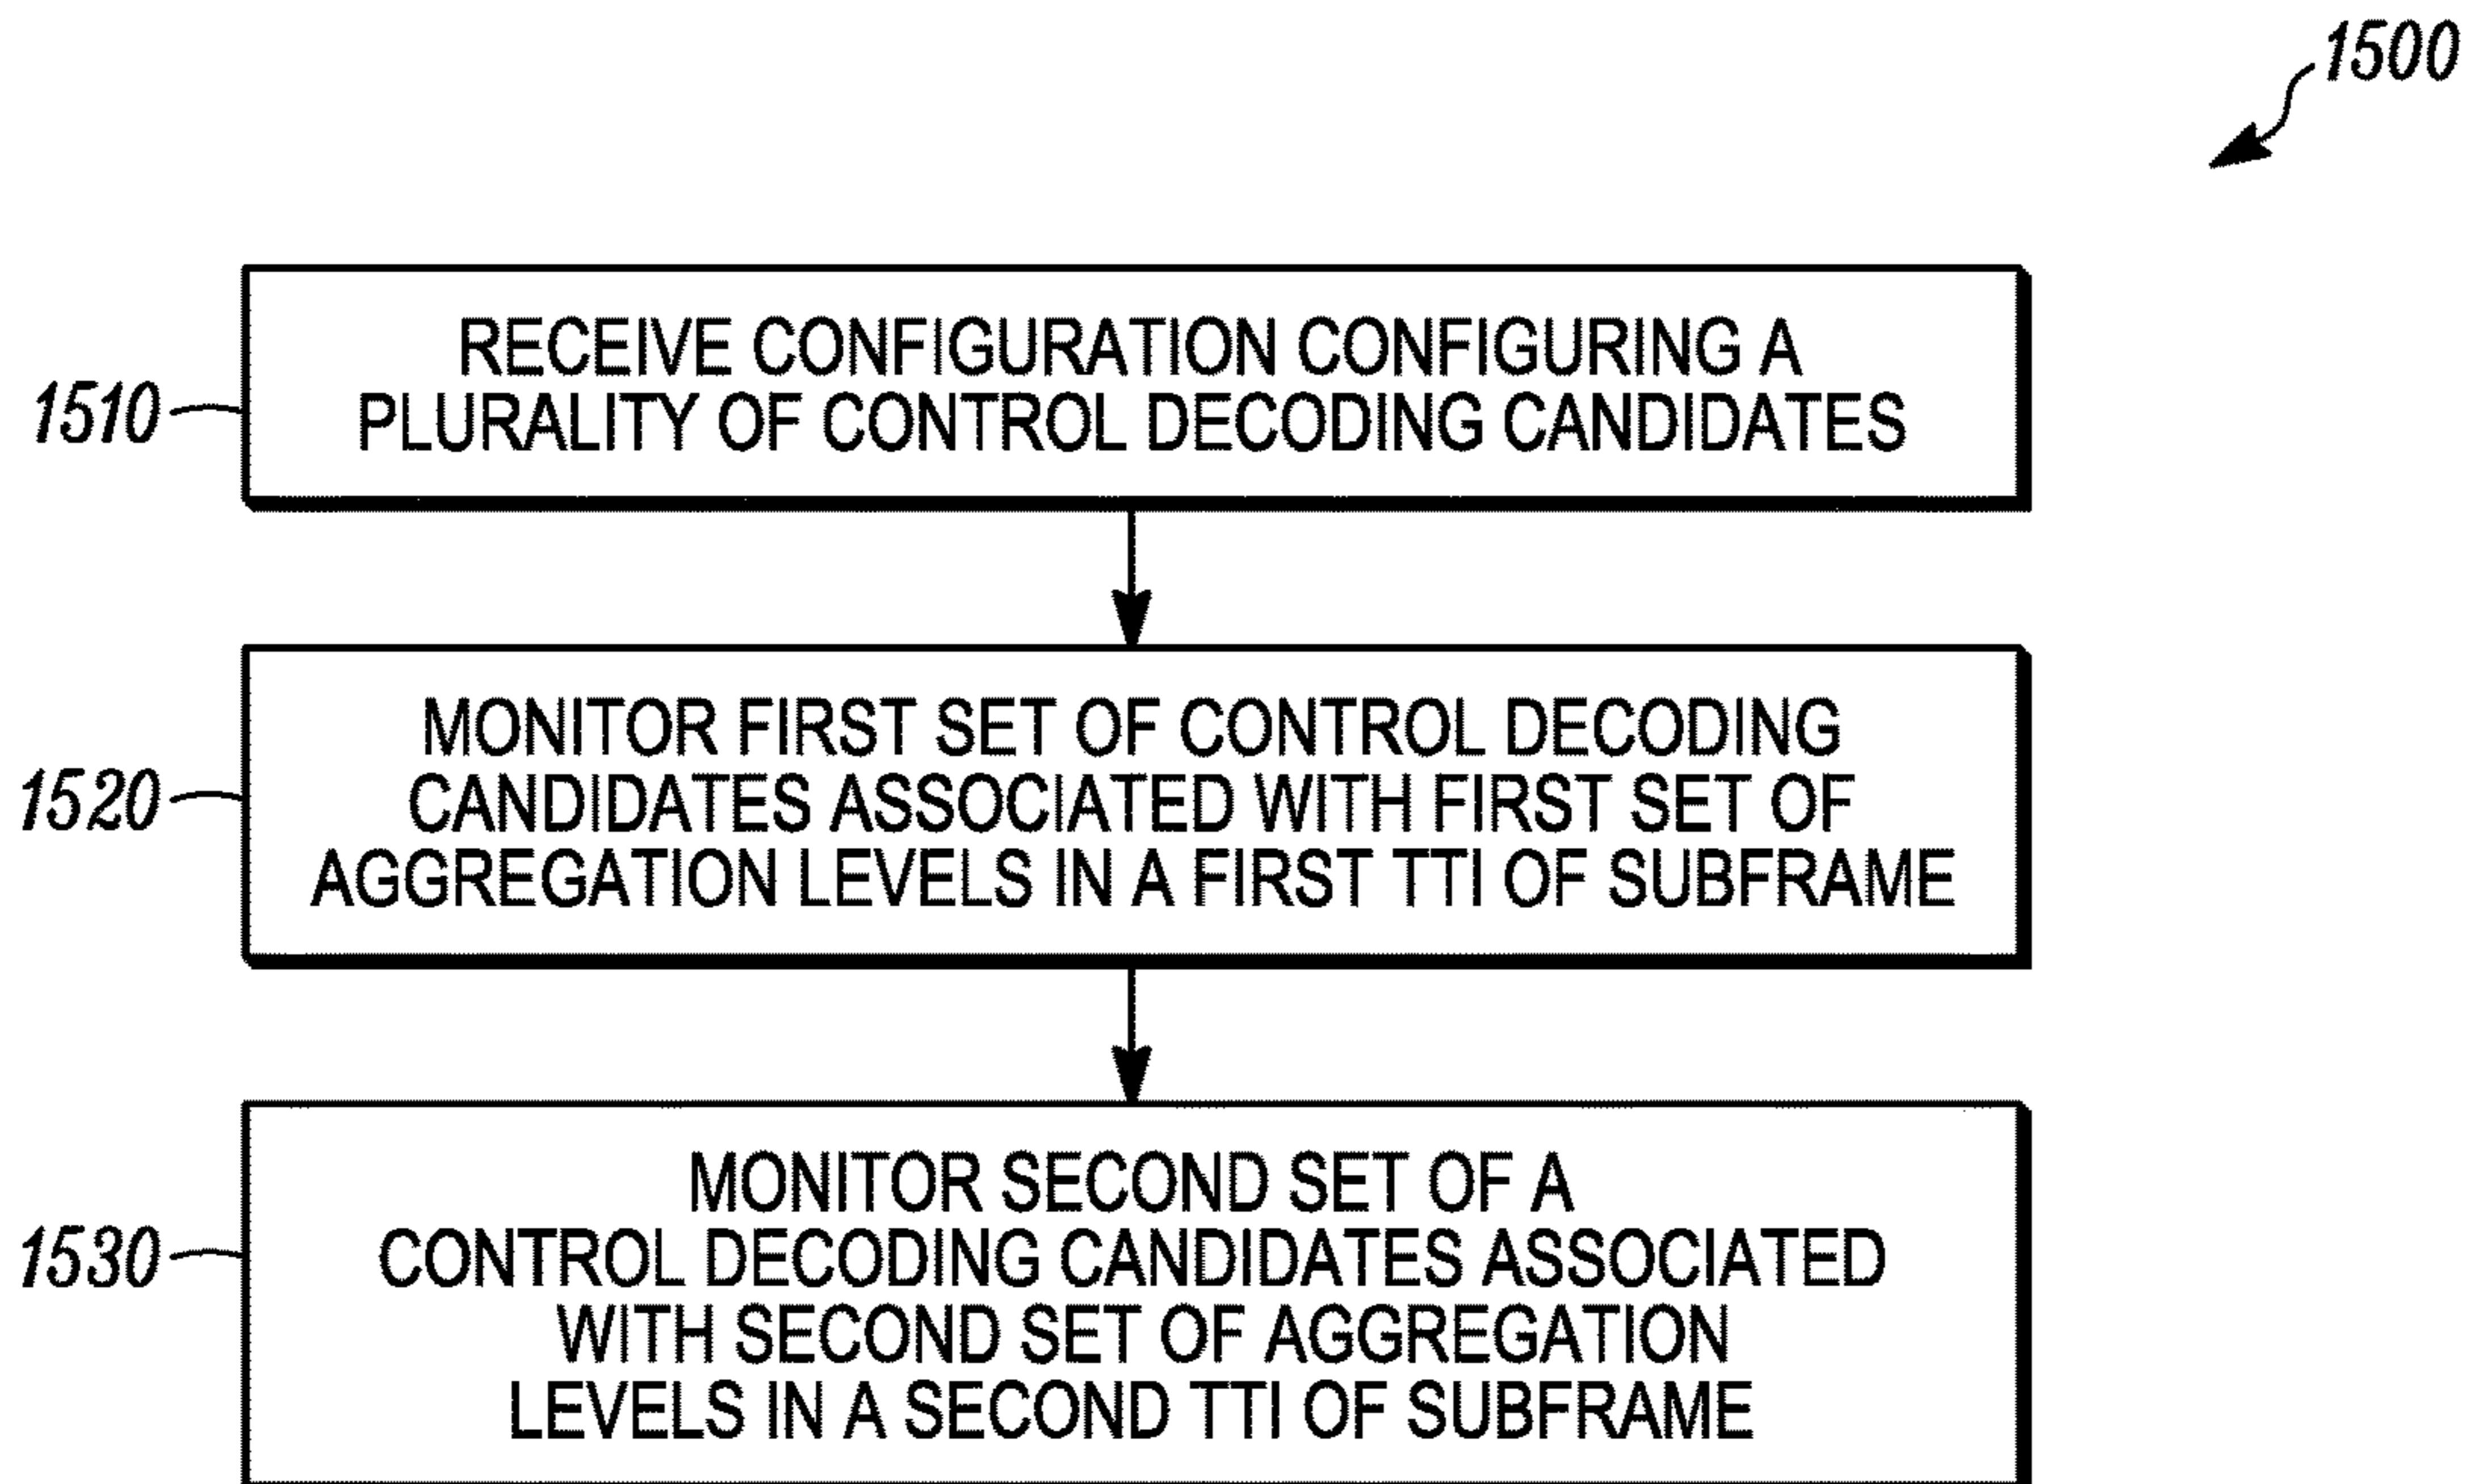 1500
1510
RECEIVE CONFIGURATION CONFIGURING A
PLURALITY OF CONTROL DECODING CANDIDATES
1520
MONITOR FIRST SET OF CONTROL DECODING
CANDIDATES ASSOCIATED WITH FIRST SET OF
AGGREGATION LEVELS IN A FIRST TTI OF SUBFRAME
1530
MONITOR SECOND SET OF A
CONTROL DECODING CANDIDATES ASSOCIATED
WITH SECOND SET OF AGGREGATION
LEVELS IN A SECOND TTI OF SUBFRAME